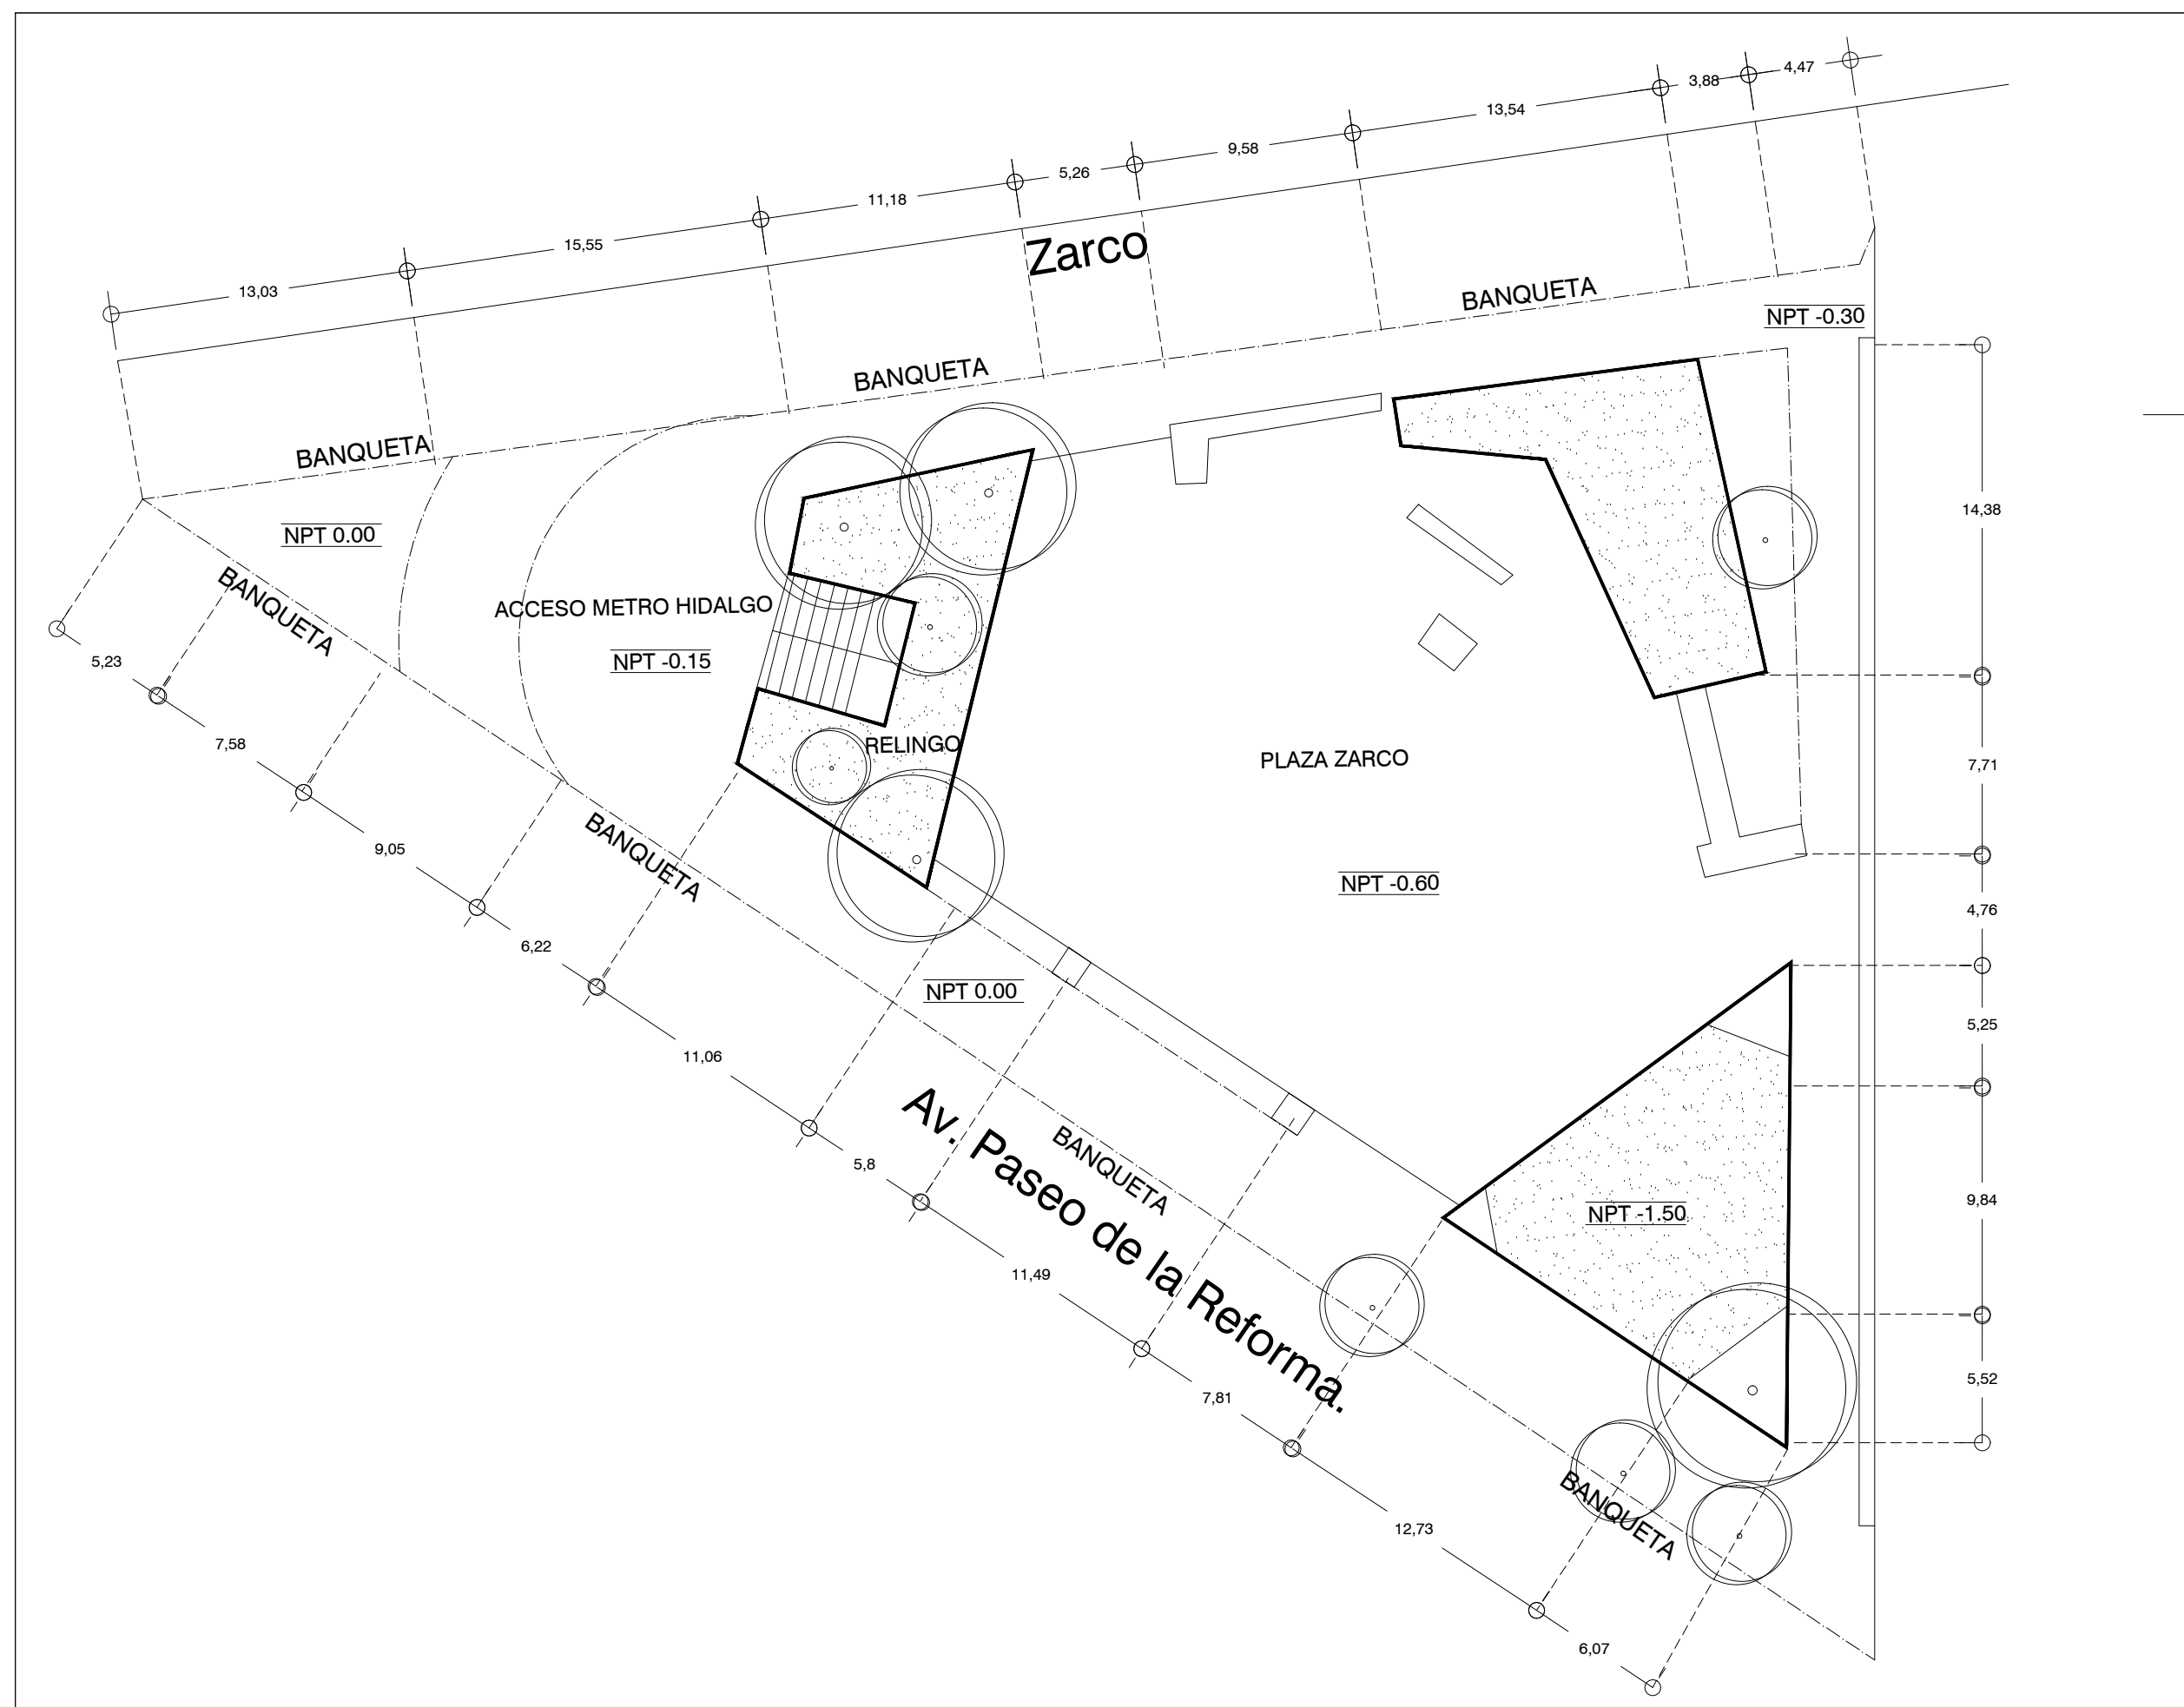 4,47
3,88
13,54
9,58
5,26
11,18
15,55
13,03
Zarco
BANQUETA
NPT -0.30
BANQUETA
BANQUETA
NPT 0.00
14,38
BANQUETA
ACCESO METRO HIDALGO
NPT -0.15
5,23
7,58
RELINGO
PLAZA ZARCO
7,71
9,05
BANQUETA
NPT -0.60
4,76
6,22
NPT 0.00
5,25
11,06
Av. Paseo de la Reforma.
BANQUETA
5,8
9,84
NPT -1.50
11,49
5,52
7,81
12,73
BANQUETA
6,07